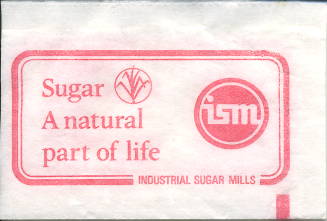 Sugar
A natural
part of life
ism
INDUSTRIAL SUGAR MILLS